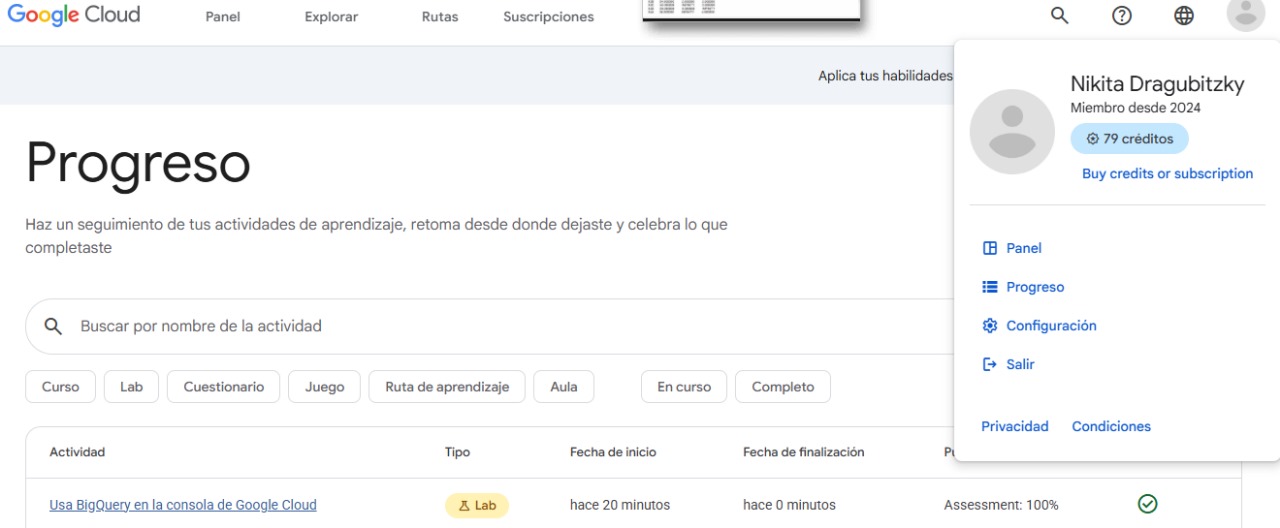 Google Cloud
Panel
Explorar
Rutas
Suscripciones
Aplica tus habilidades
Nikita Dragubitzky
Miembro desde 2024
79 créditos
Buy credits or subscription
Panel
Progreso
Configuración
Salir
Privacidad Condiciones
Progreso
Haz un seguimiento de tus actividades de aprendizaje, retoma desde donde dejaste y celebra lo que
completaste
Buscar por nombre de la actividad
Curso Lab Cuestionario Juego Ruta de aprendizaje Aula En curso Completo
Actividad Tipo Fecha de inicio Fecha de finalización
Usa BigQuery en la consola de Google Cloud Lab hace 20 minutos hace 0 minutos Assessment: 100%